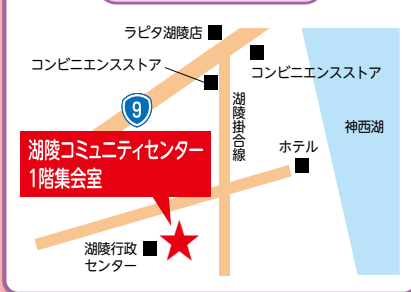 ラピタ湖陵店
コンビニエンスストア
コンビニエンスストア
9
湖陵掛合線
神西湖
湖陵コミュニティセンター
1階集会室
ホテル
湖陵行政
センター